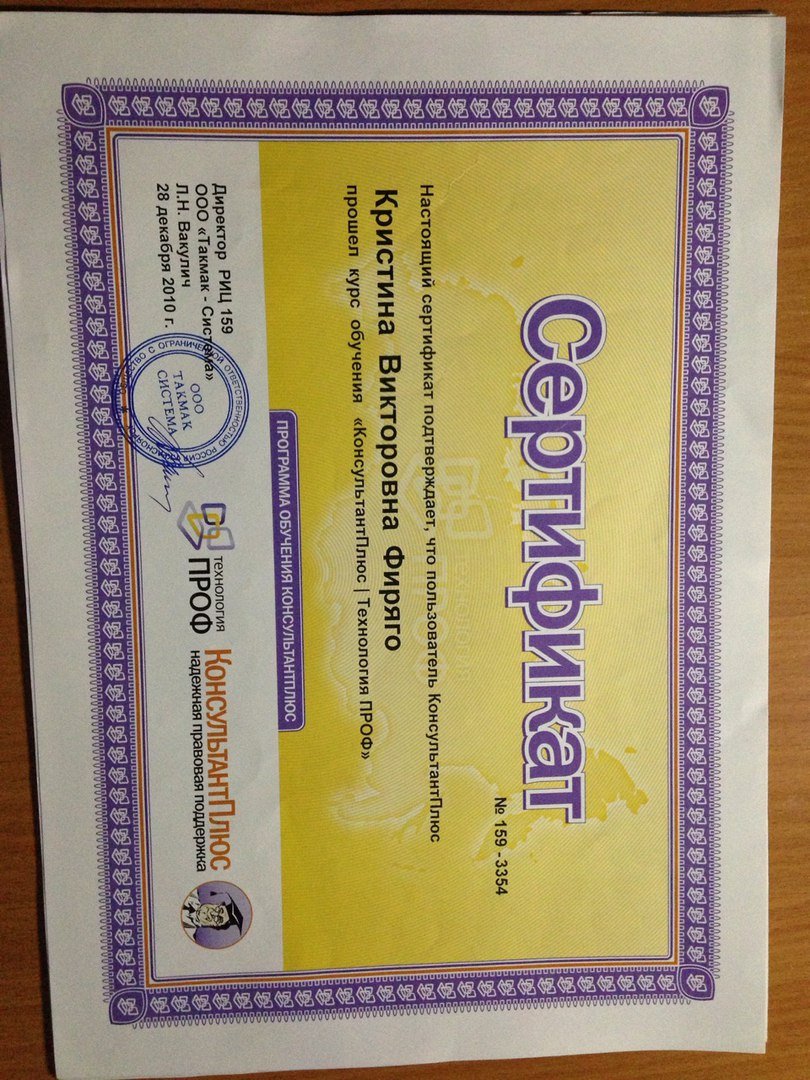 Сертификат
№ 159 - 3354
Настоящий сертификат подтверждает, что пользователь КонсультантПлюс
Кристина Викторовна Фиряго
прошел курс обучения «КонсультантПлюс | Технология ПРОФ»
ПРОГРАММА ОБУЧЕНИЯ КОНСУЛЬТАНТПЛЮС
Директор РИЦ 159
ООО «Такмак - Система»
Л.Н. Вакулич
28 декабря 2010 г.
ООО
ТАКМАК
СИСТЕМА
С ОГРАНИЧЕННОЙ ОТВЕТСТВЕННОСТЬЮ
технология
ПРОФ
КонсультантПлюс
надежная правовая поддержка